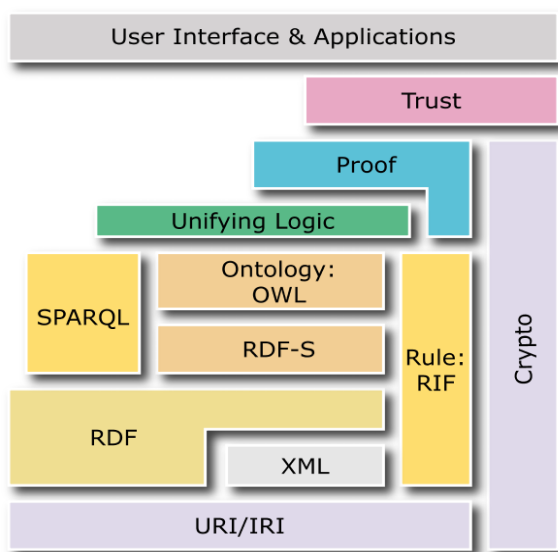 User Interface & Applications
Trust
Proof
Unifying Logic
Ontology:
OWL
SPARQL
RDF-S
Rule:
RIF
Crypto
RDF
XML
URI/IRI